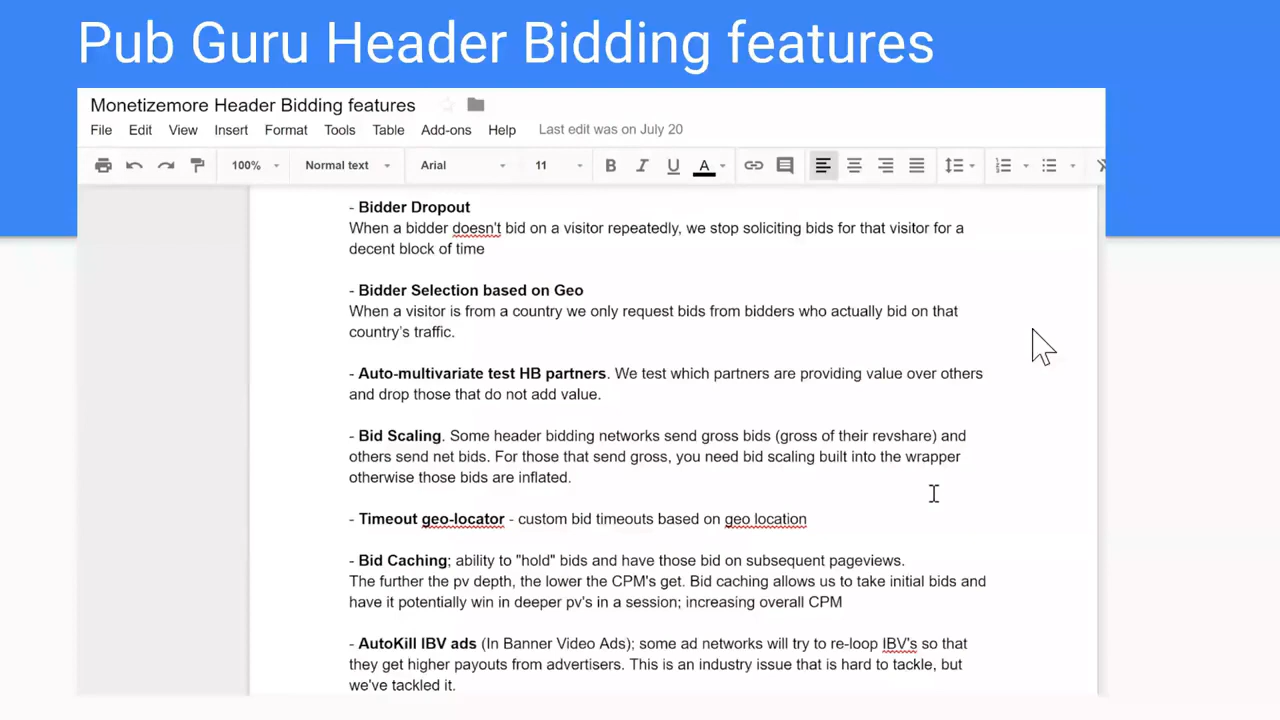 Pub Guru Header Bidding features
Monetizemore Header Bidding features
File Edit View Insert Format Tools Table Add-ons Help Last edit was on July 20
100% Normal text Arial 11 B I U A
- Bidder Dropout
When a bidder doesn't bid on a visitor repeatedly, we stop soliciting bids for that visitor for a
decent block of time
- Bidder Selection based on Geo
When a visitor is from a country we only request bids from bidders who actually bid on that
country's traffic.
- Auto-multivariate test HB partners. We test which partners are providing value over others
and drop those that do not add value.
- Bid Scaling. Some header bidding networks send gross bids (gross of their revshare) and
others send net bids. For those that send gross, you need bid scaling built into the wrapper
otherwise those bids are inflated.
- Timeout geo-locator - custom bid timeouts based on geo location
- Bid Caching; ability to "hold" bids and have those bid on subsequent pageviews.
The further the pv depth, the lower the CPM's get. Bid caching allows us to take initial bids and
have it potentially win in deeper pv's in a session; increasing overall CPM
- AutoKill IBV ads (In Banner Video Ads); some ad networks will try to re-loop IBV's so that
they get higher payouts from advertisers. This is an industry issue that is hard to tackle, but
we've tackled it.